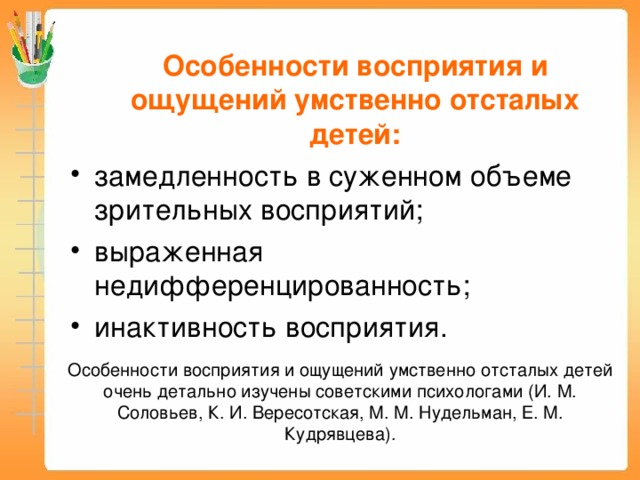 Особенности восприятия и
ощущений умственно отсталых
детей:
• замедленность в суженном объеме
зрительных восприятий;
• выраженная
недифференцированность;
• инактивность восприятия.
Особенности восприятия и ощущений умственно отсталых детей
очень детально изучены советскими психологами (И. М.
Соловьев, К. И. Вересотская, М. М. Нудельман, Е. М.
Кудрявцева).